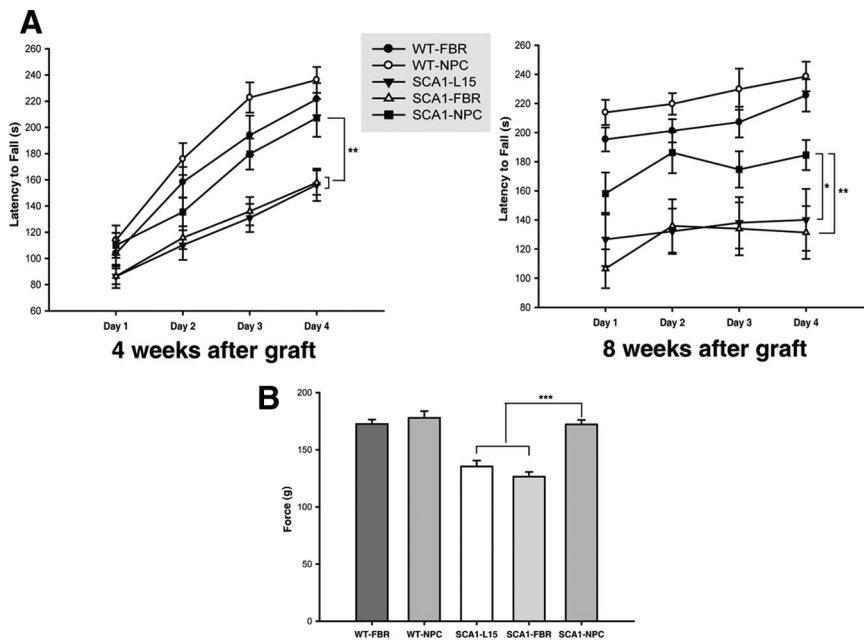 A
WT-FBR
WT-NPC
SCA1-L15
SCA1-FBR
SCA1-NPC
Latency to Fall (s)
260
240
220
200
180
160
140
120
100
80
60
**
Day 1 Day 2 Day 3 Day 4
4 weeks after graft
Latency to Fall (s)
260
240
220
200
180
160
140
120
100
80
*
**
Day 1 Day 2 Day 3 Day 4
8 weeks after graft
B
Force (g)
200
150
100
50
0
***
WT-FBR WT-NPC SCA1-L15 SCA1-FBR SCA1-NPC